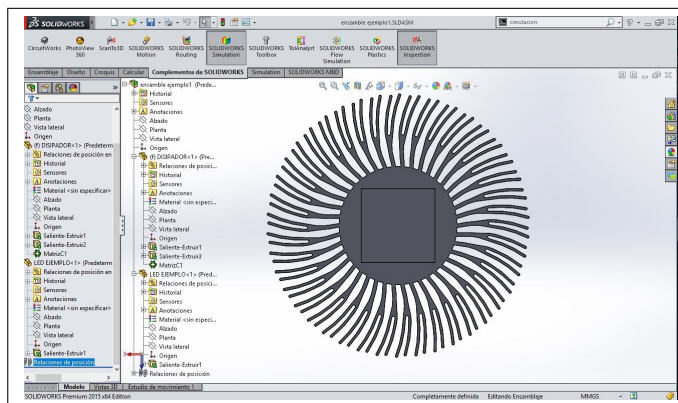 SOLIDWORKS
ensamble ejemplo1.SLDASM
simulacion
CircuitWorks
PhotoView 360
ScanTo3D
SOLIDWORKS Motion
SOLIDWORKS Routing
SOLIDWORKS Simulation
SOLIDWORKS Toolbox
TolAnalyst
SOLIDWORKS Flow Simulation
SOLIDWORKS Plastics
SOLIDWORKS Inspection
Ensamblaje Diseño Croquis Calcular Complementos de SOLIDWORKS Simulation SOLIDWORKS MBD
Alzado
Planta
Vista lateral
Origen
(f) DISIPADOR<1> (Predeterm
Relaciones de posición en
Historial
Sensores
Anotaciones
Material <sin especificar>
Alzado
Planta
Vista lateral
Origen
Saliente-Extruir1
Saliente-Extruir2
MatrizC1
LED EJEMPLO<1> (Predeterm
Relaciones de posición en
Historial
Sensores
Anotaciones
Material <sin especificar>
Alzado
Planta
Vista lateral
Origen
Saliente-Extruir1
Relaciones de posición
ensamble ejemplo1 (Prede...
Historial
Sensores
Anotaciones
Alzado
Planta
Vista lateral
Origen
(f) DISIPADOR<1> (Pre...
Relaciones de posici...
Historial
Sensores
Anotaciones
Material <sin especi...
Alzado
Planta
Vista lateral
Origen
Saliente-Extruir1
Saliente-Extruir2
MatrizC1
LED EJEMPLO<1> (Pred...
Relaciones de posici...
Historial
Sensores
Anotaciones
Material <sin especi...
Alzado
Planta
Vista lateral
Origen
Saliente-Extruir1
Relaciones de posición
Modelo Vistas 3D Estudio de movimiento 1
SOLIDWORKS Premium 2015 x64 Edition Completamente definida Editando Ensamblaje MMGS